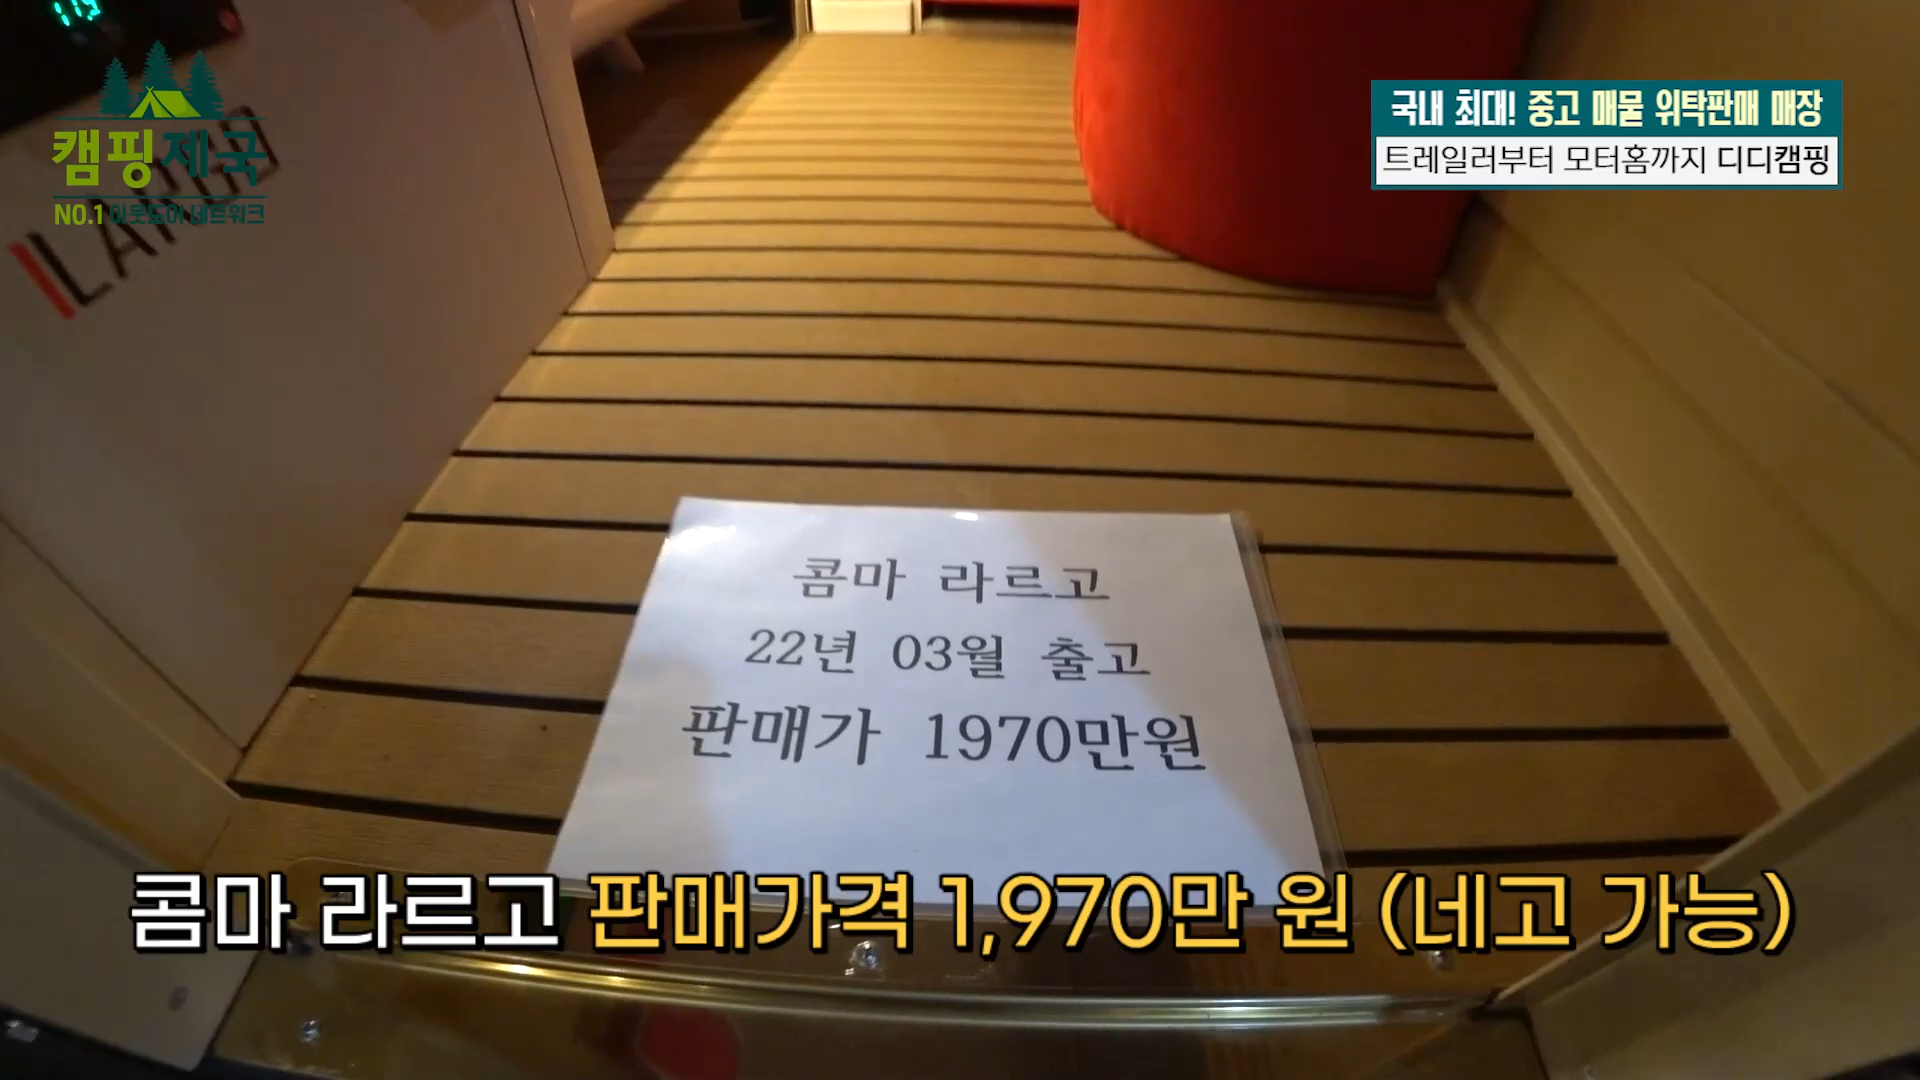 캠핑제국
NO.1 아웃도어 네트워크
LARGO
국내 최대! 중고 매물 위탁판매 매장
트레일러부터 모터홈까지 디디캠핑
콤마 라르고
22년 03월 출고
판매가 1970만원
콤마 라르고 판매가격 1,970만 원 (네고 가능)